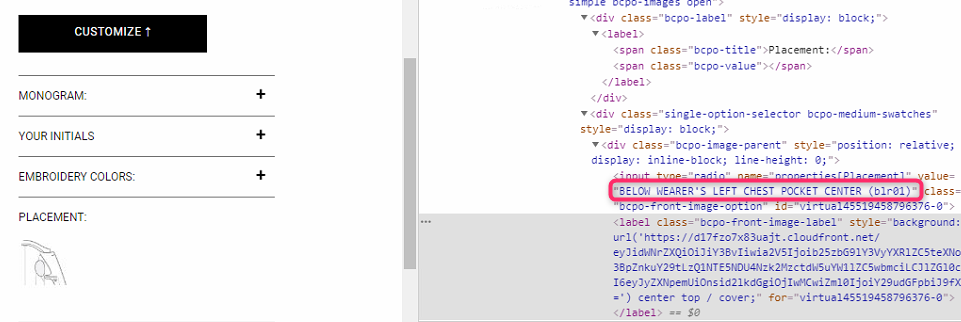 CUSTOMIZE ↑
MONOGRAM: +
YOUR INITIALS +
EMBROIDERY COLORS: +
PLACEMENT:
simple bcpo-images open">
▼<div class="bcpo-label" style="display: block;">
▼<label>
<span class="bcpo-title">Placement:</span>
<span class="bcpo-value"></span>
</label>
</div>
▼<div class="single-option-selector bcpo-medium-swatches"
style="display: block;">
▼<div class="bcpo-image-parent" style="position: relative;
display: inline-block; line-height: 0;">
<input type="radio" name="properties[Placement]" value=
"BELOW WEARER'S LEFT CHEST POCKET CENTER (blr01)" class=
"bcpo-front-image-option" id="virtual45519458796376-0">
… <label class="bcpo-front-image-label" style="background:
url('https://d17fzo7x83uajt.cloudfront.net/
=') center top / cover;" for="virtual45519458796376-0">
</label> == $0